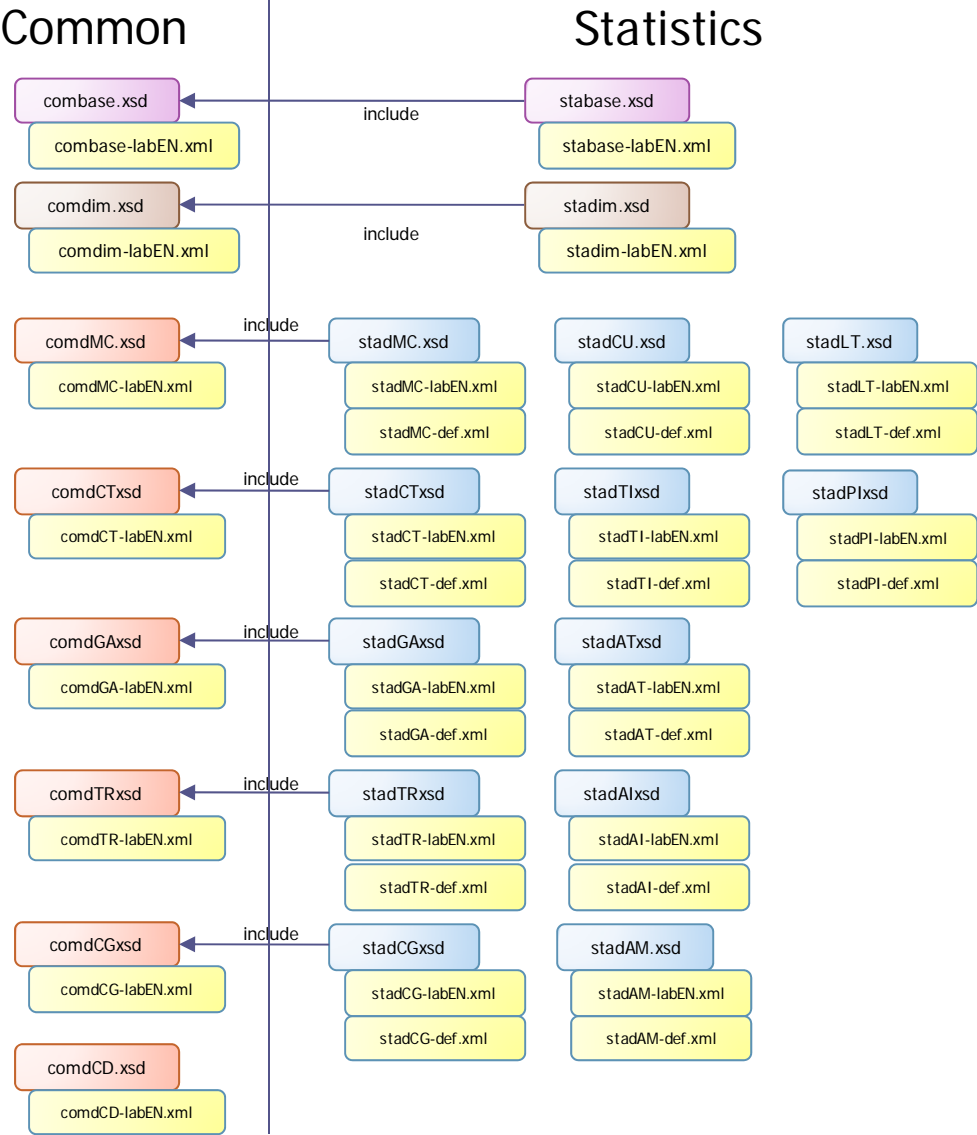 Common
Statistics
combase.xsd
include
stabase.xsd
combase-labEN.xml
stabase-labEN.xml
comdim.xsd
include
stadim.xsd
comdim-labEN.xml
stadim-labEN.xml
comdMC.xsd
include
stadMC.xsd
stadCU.xsd
stadLT.xsd
comdMC-labEN.xml
stadMC-labEN.xml
stadCU-labEN.xml
stadLT-labEN.xml
stadMC-def.xml
stadCU-def.xml
stadLT-def.xml
comdCTxsd
include
stadCTxsd
stadTIxsd
stadPIxsd
comdCT-labEN.xml
stadCT-labEN.xml
stadTI-labEN.xml
stadPI-labEN.xml
stadCT-def.xml
stadTI-def.xml
stadPI-def.xml
comdGAxsd
include
stadGAxsd
stadATxsd
comdGA-labEN.xml
stadGA-labEN.xml
stadAT-labEN.xml
stadGA-def.xml
stadAT-def.xml
comdTRxsd
include
stadTRxsd
stadAIxsd
comdTR-labEN.xml
stadTR-labEN.xml
stadAI-labEN.xml
stadTR-def.xml
stadAI-def.xml
comdCGxsd
include
stadCGxsd
stadAM.xsd
comdCG-labEN.xml
stadCG-labEN.xml
stadAM-labEN.xml
stadCG-def.xml
stadAM-def.xml
comdCD.xsd
comdCD-labEN.xml